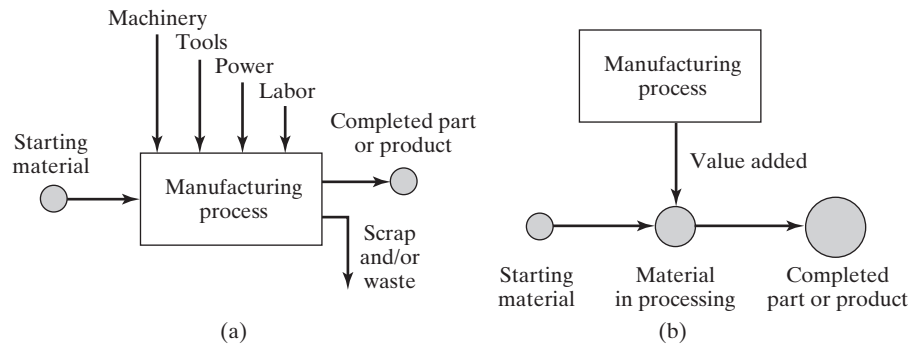 Machinery
Tools
Power
Labor
Starting
material
Manufacturing
process
Completed part
or product
Scrap
and/or
waste
(a)
Manufacturing
process
Value added
Starting
material
Material
in processing
Completed
part or product
(b)